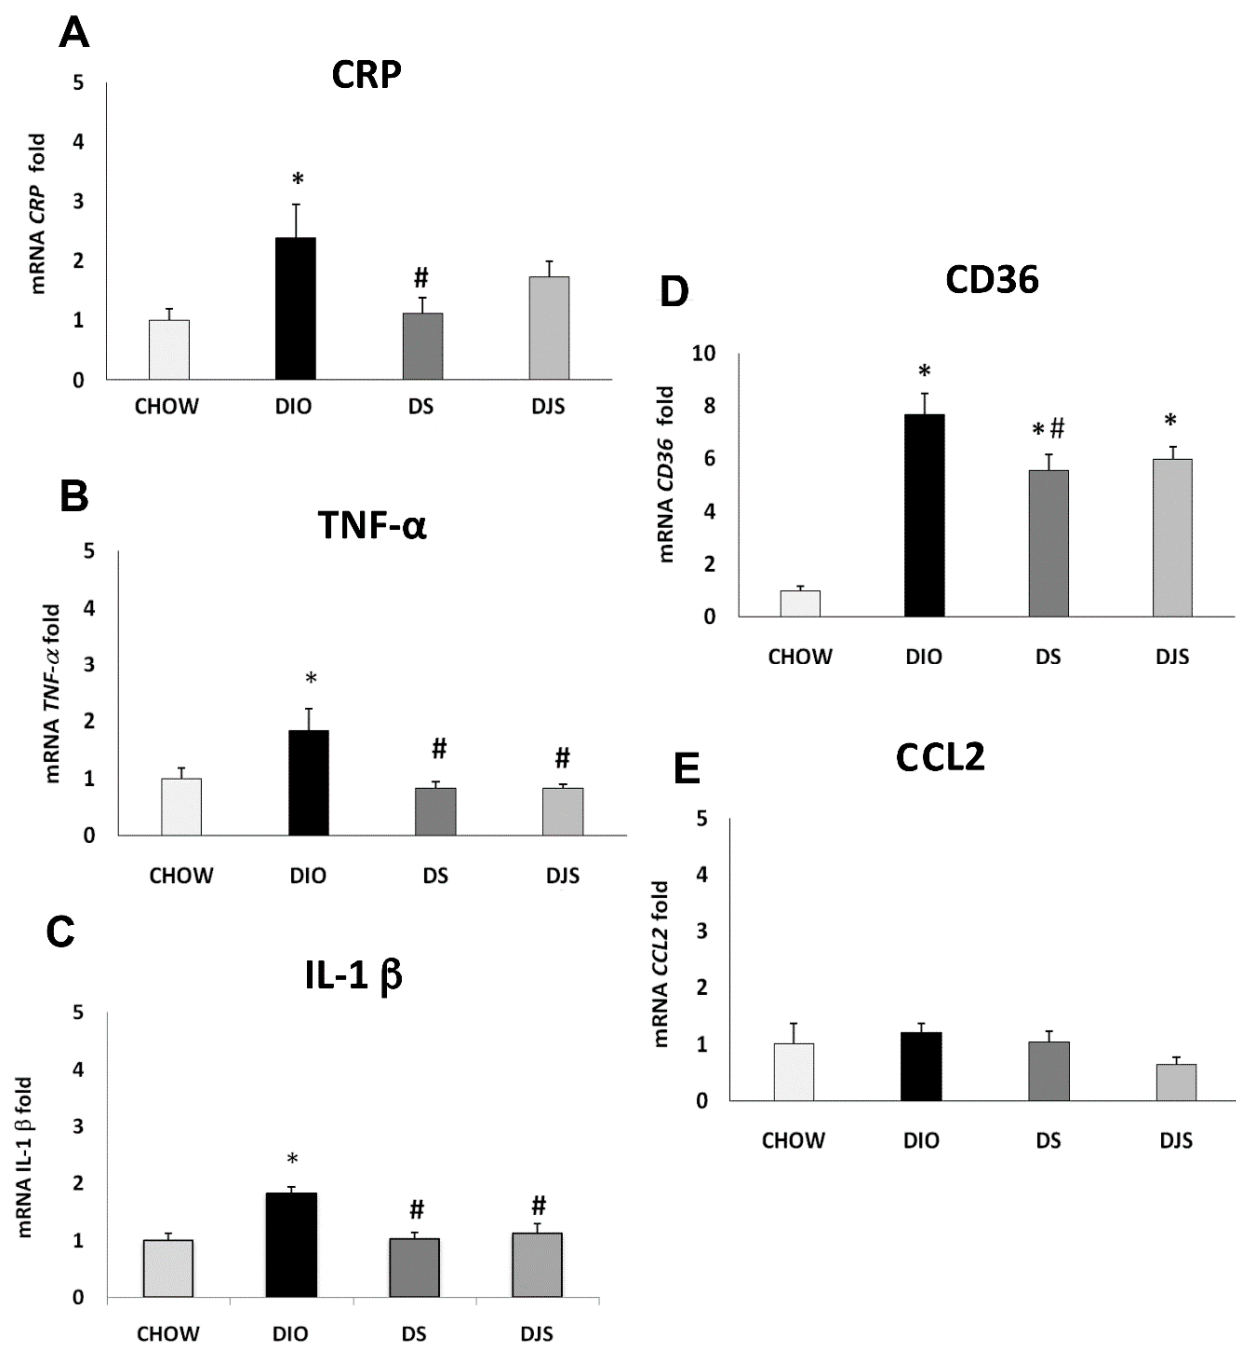 A
CRP
5
4
3
2
1
0
mRNA CRP fold
*
#
CHOW DIO DS DJS
B
TNF-α
5
4
3
2
1
0
mRNA TNF-α fold
*
#
#
CHOW DIO DS DJS
C
IL-1 β
5
4
3
2
1
0
mRNA IL-1 β fold
*
#
#
CHOW DIO DS DJS
D
CD36
10
8
6
4
2
0
mRNA CD36 fold
*
*#
*
CHOW DIO DS DJS
E
CCL2
5
4
3
2
1
0
mRNA CCL2 fold
CHOW DIO DS DJS